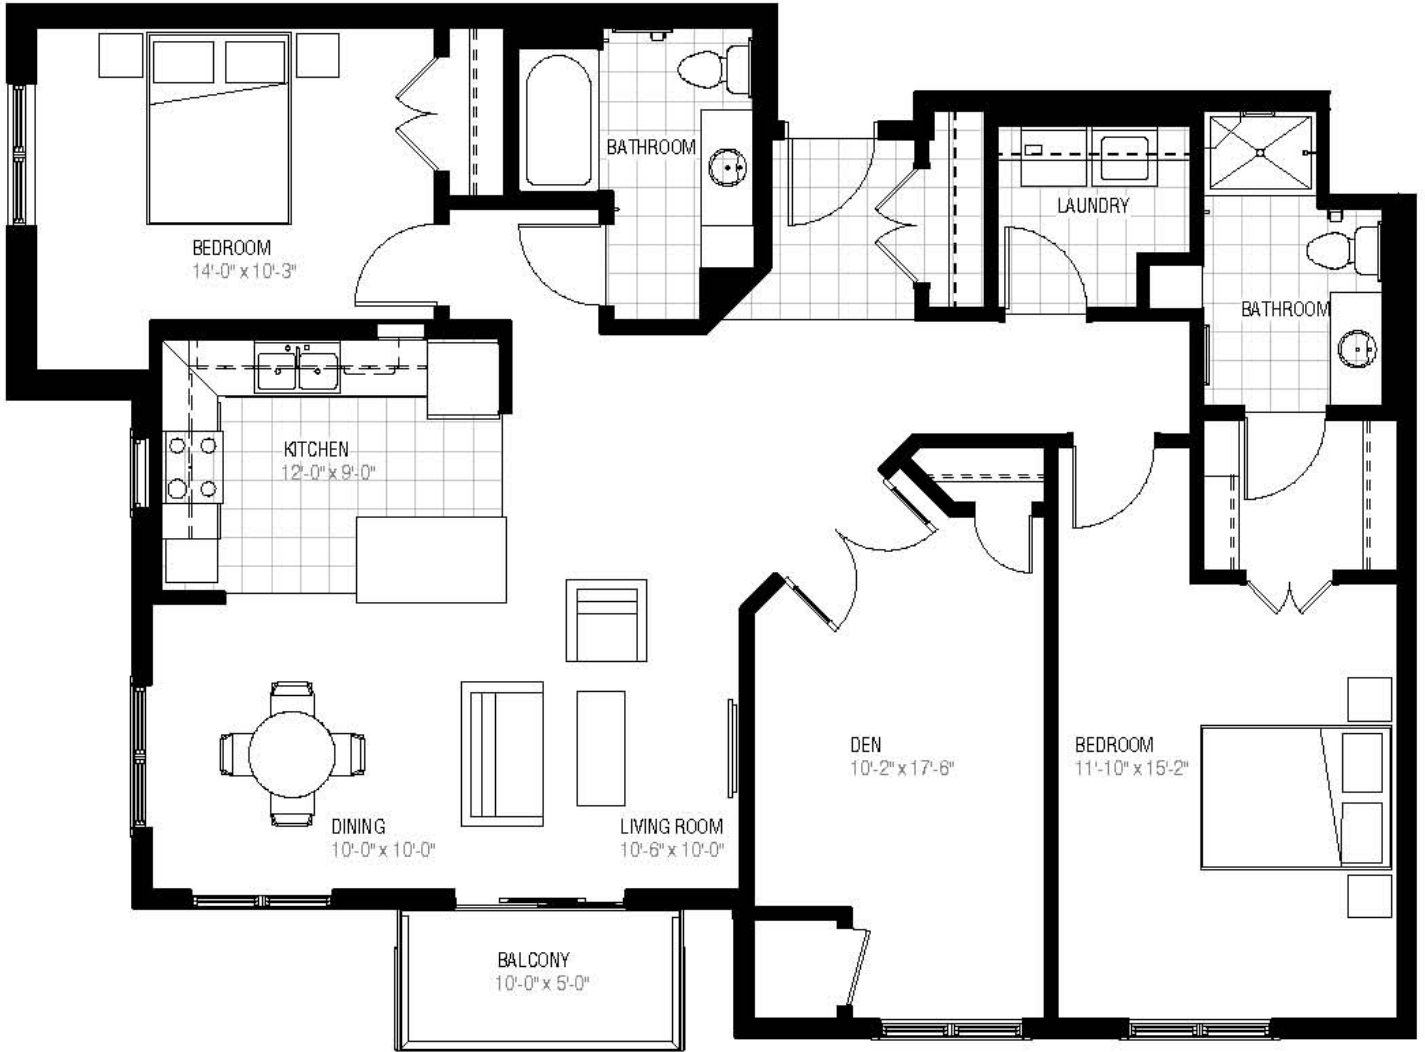 BATHROOM
LAUNDRY
BEDROOM
14'-0" x 10'-3"
BATHROOM
KITCHEN
12'-0" x 9'-0"
DEN
10'-2" x 17'-6"
BEDROOM
11'-10" x 15'-2"
DINING
10'-0" x 10'-0"
LIVING ROOM
10'-6" x 10'-0"
BALCONY
10'-0" x 5'-0"